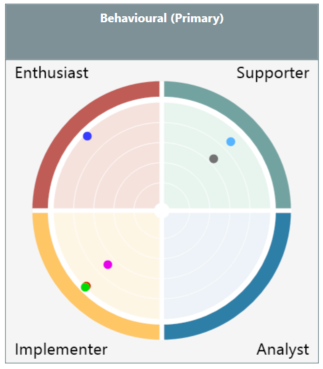 Behavioural (Primary)
Enthusiast
Supporter
Implementer
Analyst